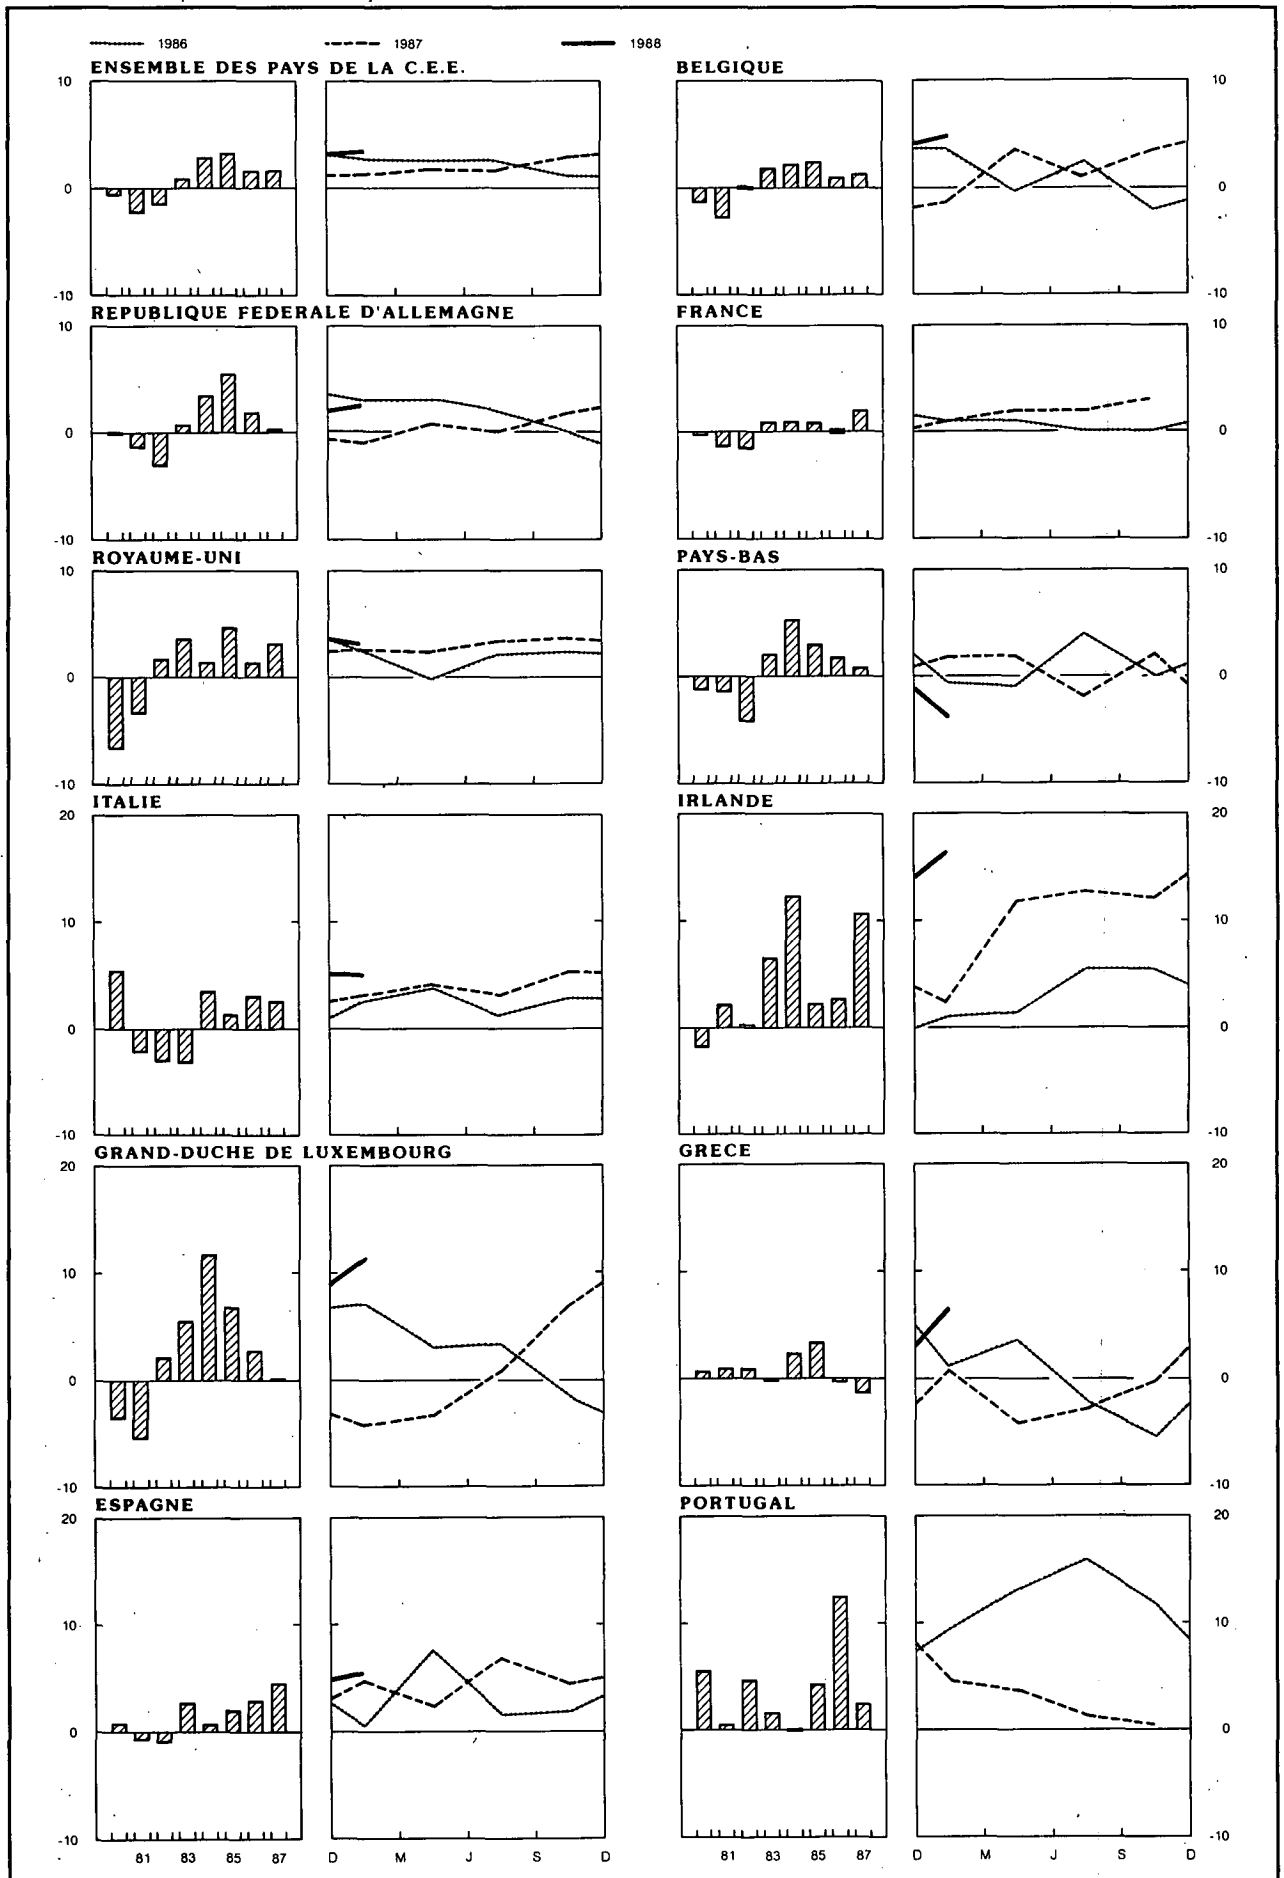 1986 1987 1988
ENSEMBLE DES PAYS DE LA C.E.E. BELGIQUE
10 10
0 0
-10 -10
REPUBLIQUE FEDERALE D'ALLEMAGNE FRANCE
10 10
0 0
-10 -10
ROYAUME-UNI PAYS-BAS
10 10
0 0
-10 -10
ITALIE IRLANDE
20 20
10 10
0 0
-10 -10
GRAND-DUCHE DE LUXEMBOURG GRECE
20 20
10 10
0 0
-10 -10
ESPAGNE PORTUGAL
20 20
10 10
0 0
-10 -10
81 83 85 87 D M J S D 81 83 85 87 D M J S D